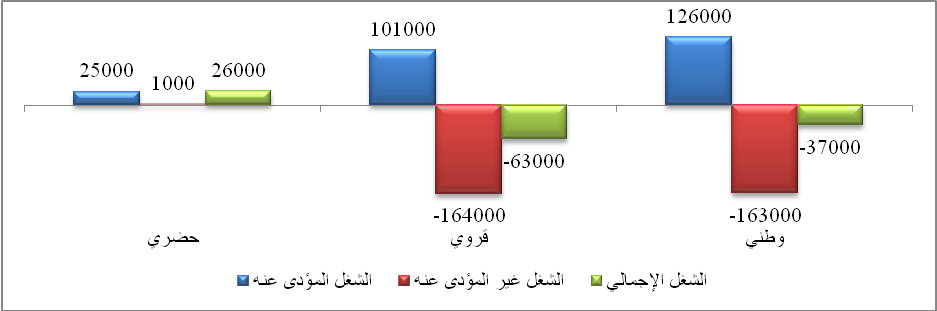 25000
1000
26000
101000
-164000
-63000
126000
-163000
-37000
حضري
قروي
وطني
الشغل المؤدى عنه
الشغل غير المؤدى عنه
الشغل الإجمالي